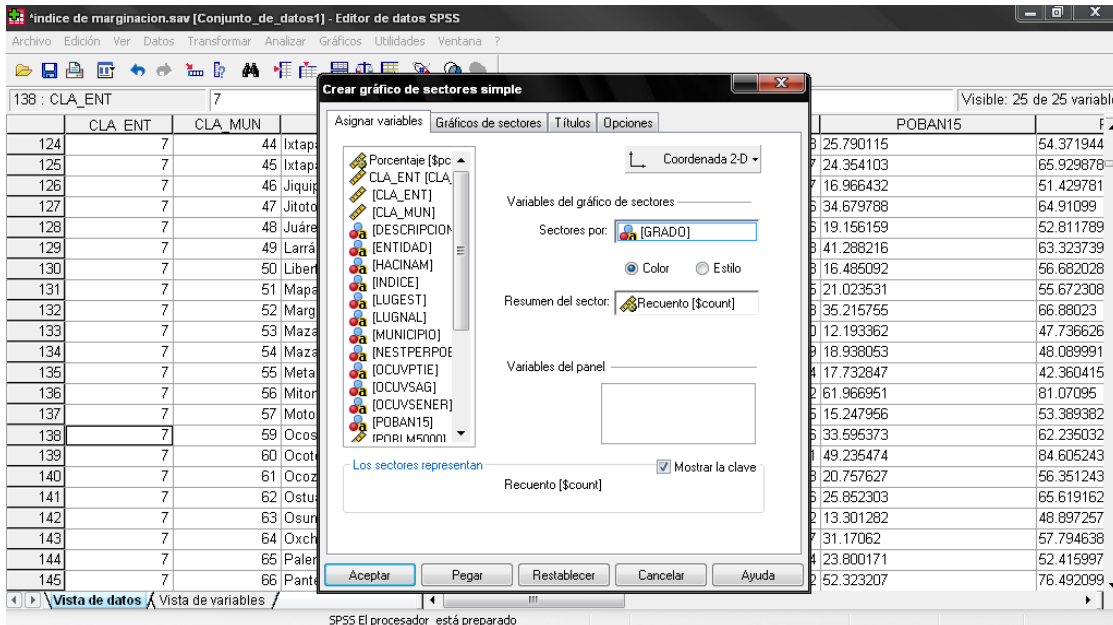 *indice de marginacion.sav [Conjunto_de_datos1] - Editor de datos SPSS
Archivo Edición Ver Datos Transformar Analizar Gráficos Utilidades Ventana ?
138 : CLA_ENT 7 Visible: 25 de 25 variabl
CLA_ENT CLA_MUN POBAN15
124 7 44 Ixtap 25.790115 54.371944
125 7 45 Ixtap 24.354103 65.929878
126 7 46 Jiquip 16.966432 51.429781
127 7 47 Jitoto 34.679788 64.91099
128 7 48 Juáre 19.156159 52.811789
129 7 49 Larrá 41.288216 63.323739
130 7 50 Libert 16.485092 56.682028
131 7 51 Mapa 21.023531 55.672308
132 7 52 Marg 35.215755 66.88023
133 7 53 Maza 12.193362 47.736626
134 7 54 Maza 18.938053 48.089991
135 7 55 Meta 17.732847 42.360415
136 7 56 Mitor 61.966951 81.07095
137 7 57 Moto 15.247956 53.389382
138 7 59 Ocos 33.595373 62.235032
139 7 60 Ocot 49.235474 84.605243
140 7 61 Ocoz 20.757627 56.351243
141 7 62 Ostu 25.852303 65.619162
142 7 63 Osun 13.301282 48.897257
143 7 64 Oxch 31.17062 57.794638
144 7 65 Paler 23.800171 52.415997
145 7 66 Pante 52.323207 76.492099
Crear gráfico de sectores simple
Asignar variables Gráficos de sectores Títulos Opciones
Porcentaje [$pc
CLA_ENT [CLA_
[CLA_ENT]
[CLA_MUN]
[DESCRIPCION
[ENTIDAD]
[HACINAM]
[INDICE]
[LUGEST]
[LUGNAL]
[MUNICIPIO]
[NESTPERPOB
[OCUVPTIE]
[OCUVSAG]
[OCUVSENER]
[POBAN15]
[POBLM5000]
Coordenada 2-D
Variables del gráfico de sectores
Sectores por: [GRADO]
Color Estilo
Resumen del sector: Recuento [$count]
Variables del panel
Los sectores representan Mostrar la clave
Recuento [$count]
Aceptar Pegar Restablecer Cancelar Ayuda
Vista de datos Vista de variables
SPSS El procesador está preparado